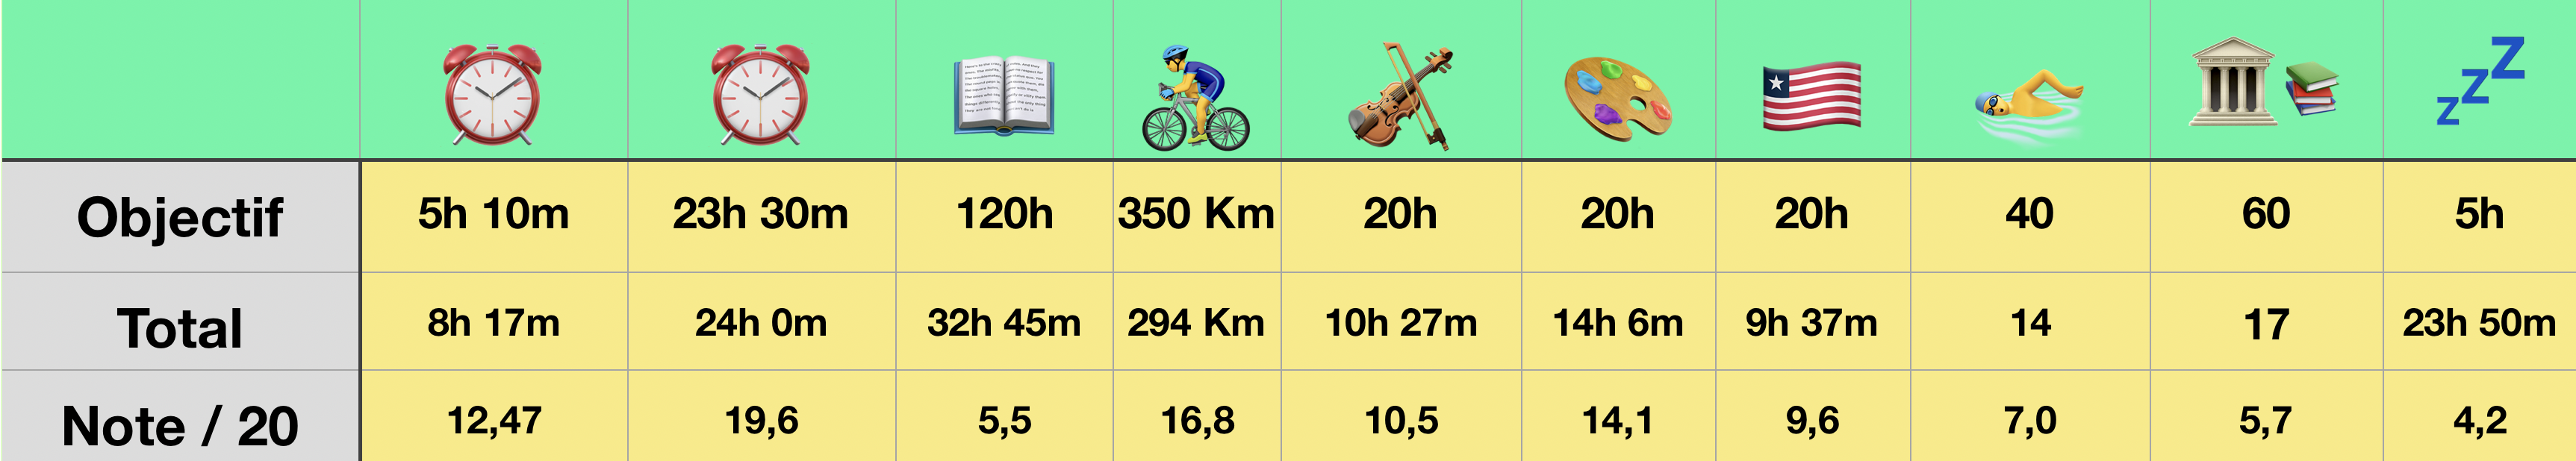 Objectif 5h 10m 23h 30m 120h 350 Km 20h 20h 20h 40 60 5h
Total 8h 17m 24h 0m 32h 45m 294 Km 10h 27m 14h 6m 9h 37m 14 17 23h 50m
Note / 20 12,47 19,6 5,5 16,8 10,5 14,1 9,6 7,0 5,7 4,2